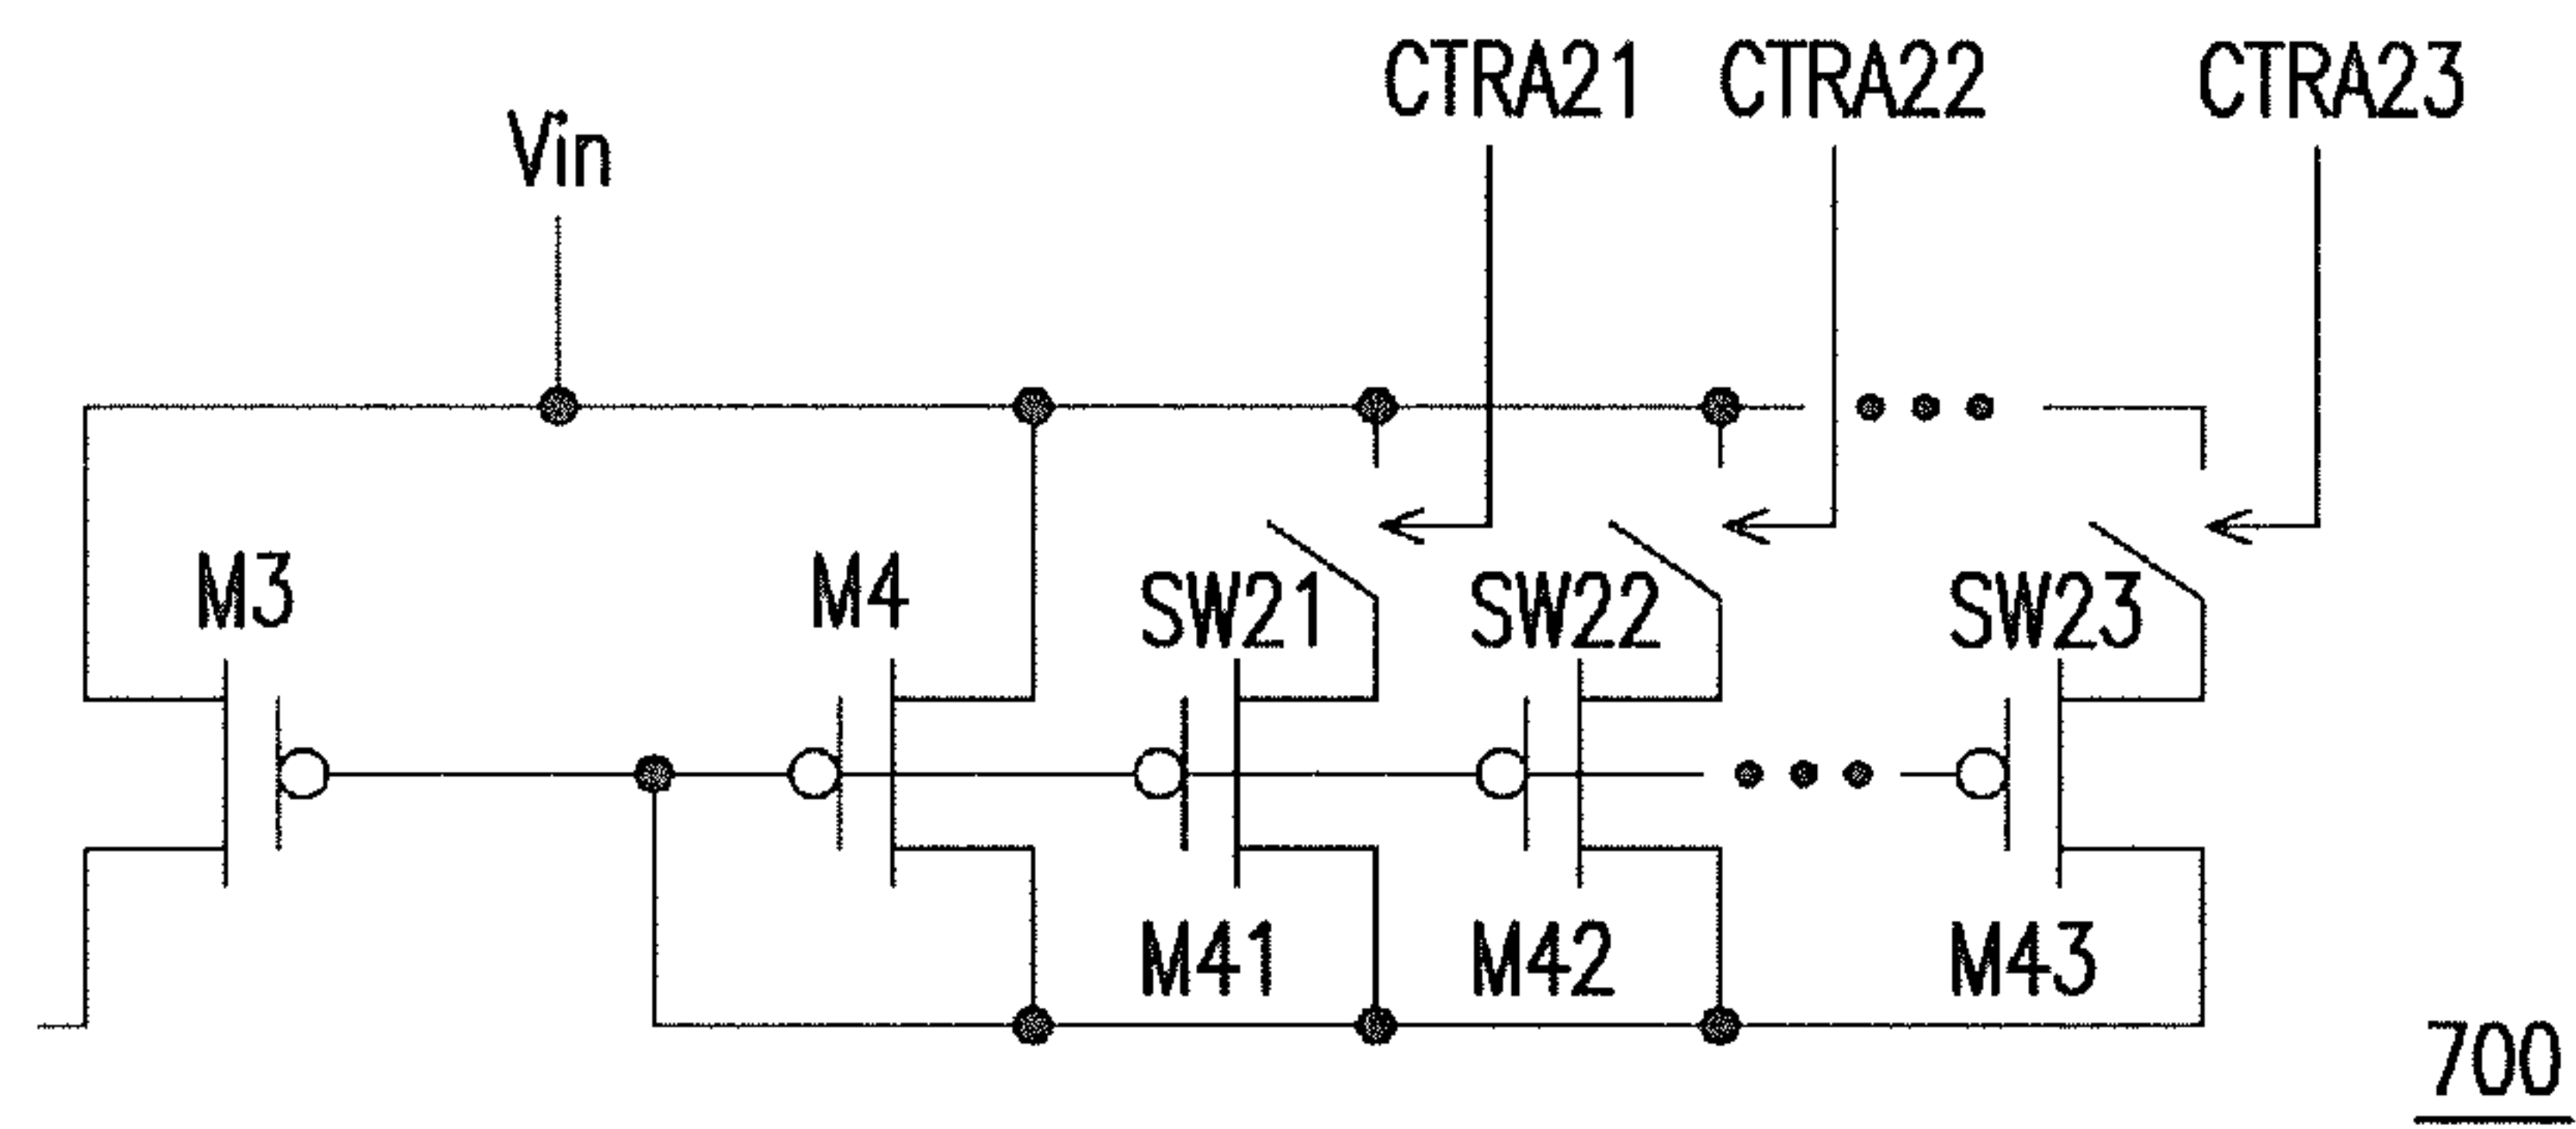 CTRA21 CTRA22 CTRA23
Vin
M3 M4 SW21 SW22 SW23
M41 M42 M43
700